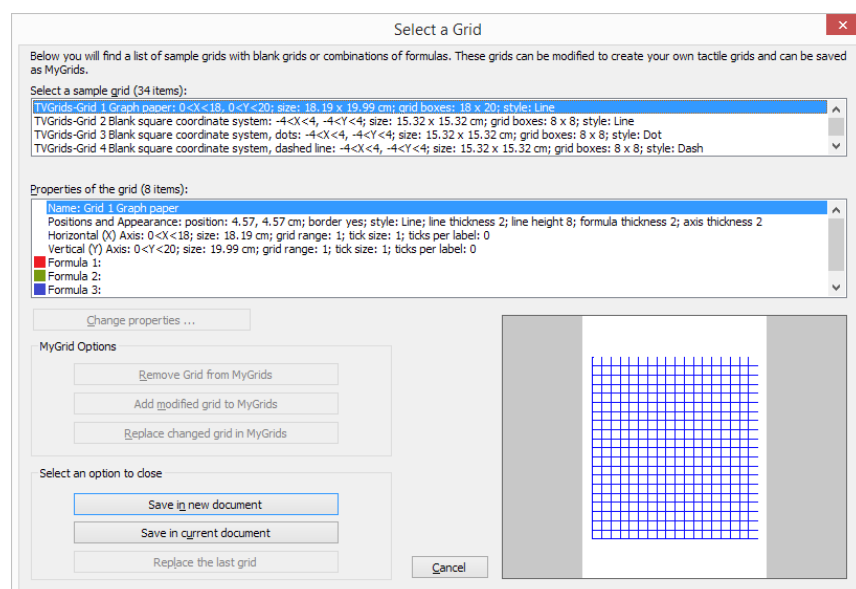 Select a Grid
Below you will find a list of sample grids with blank grids or combinations of formulas. These grids can be modified to create your own tactile grids and can be saved
as MyGrids.
Select a sample grid (34 items):
TVGrids-Grid 1 Graph paper: 0<X<18, 0<Y<20; size: 18.19 x 19.99 cm; grid boxes: 18 x 20; style: Line
TVGrids-Grid 2 Blank square coordinate system: -4<X<4, -4<Y<4; size: 15.32 x 15.32 cm; grid boxes: 8 x 8; style: Line
TVGrids-Grid 3 Blank square coordinate system, dots: -4<X<4, -4<Y<4; size: 15.32 x 15.32 cm; grid boxes: 8 x 8; style: Dot
TVGrids-Grid 4 Blank square coordinate system, dashed line: -4<X<4, -4<Y<4; size: 15.32 x 15.32 cm; grid boxes: 8 x 8; style: Dash
Properties of the grid (8 items):
Name: Grid 1 Graph paper
Positions and Appearance: position: 4.57, 4.57 cm; border yes; style: Line; line thickness 2; line height 8; formula thickness 2; axis thickness 2
Horizontal (X) Axis: 0<X<18; size: 18.19 cm; grid range: 1; tick size: 1; ticks per label: 0
Vertical (Y) Axis: 0<Y<20; size: 19.99 cm; grid range: 1; tick size: 1; ticks per label: 0
Formula 1:
Formula 2:
Formula 3:
Change properties ...
MyGrid Options
Remove Grid from MyGrids
Add modified grid to MyGrids
Replace changed grid in MyGrids
Select an option to close
Save in new document
Save in current document
Replace the last grid
Cancel